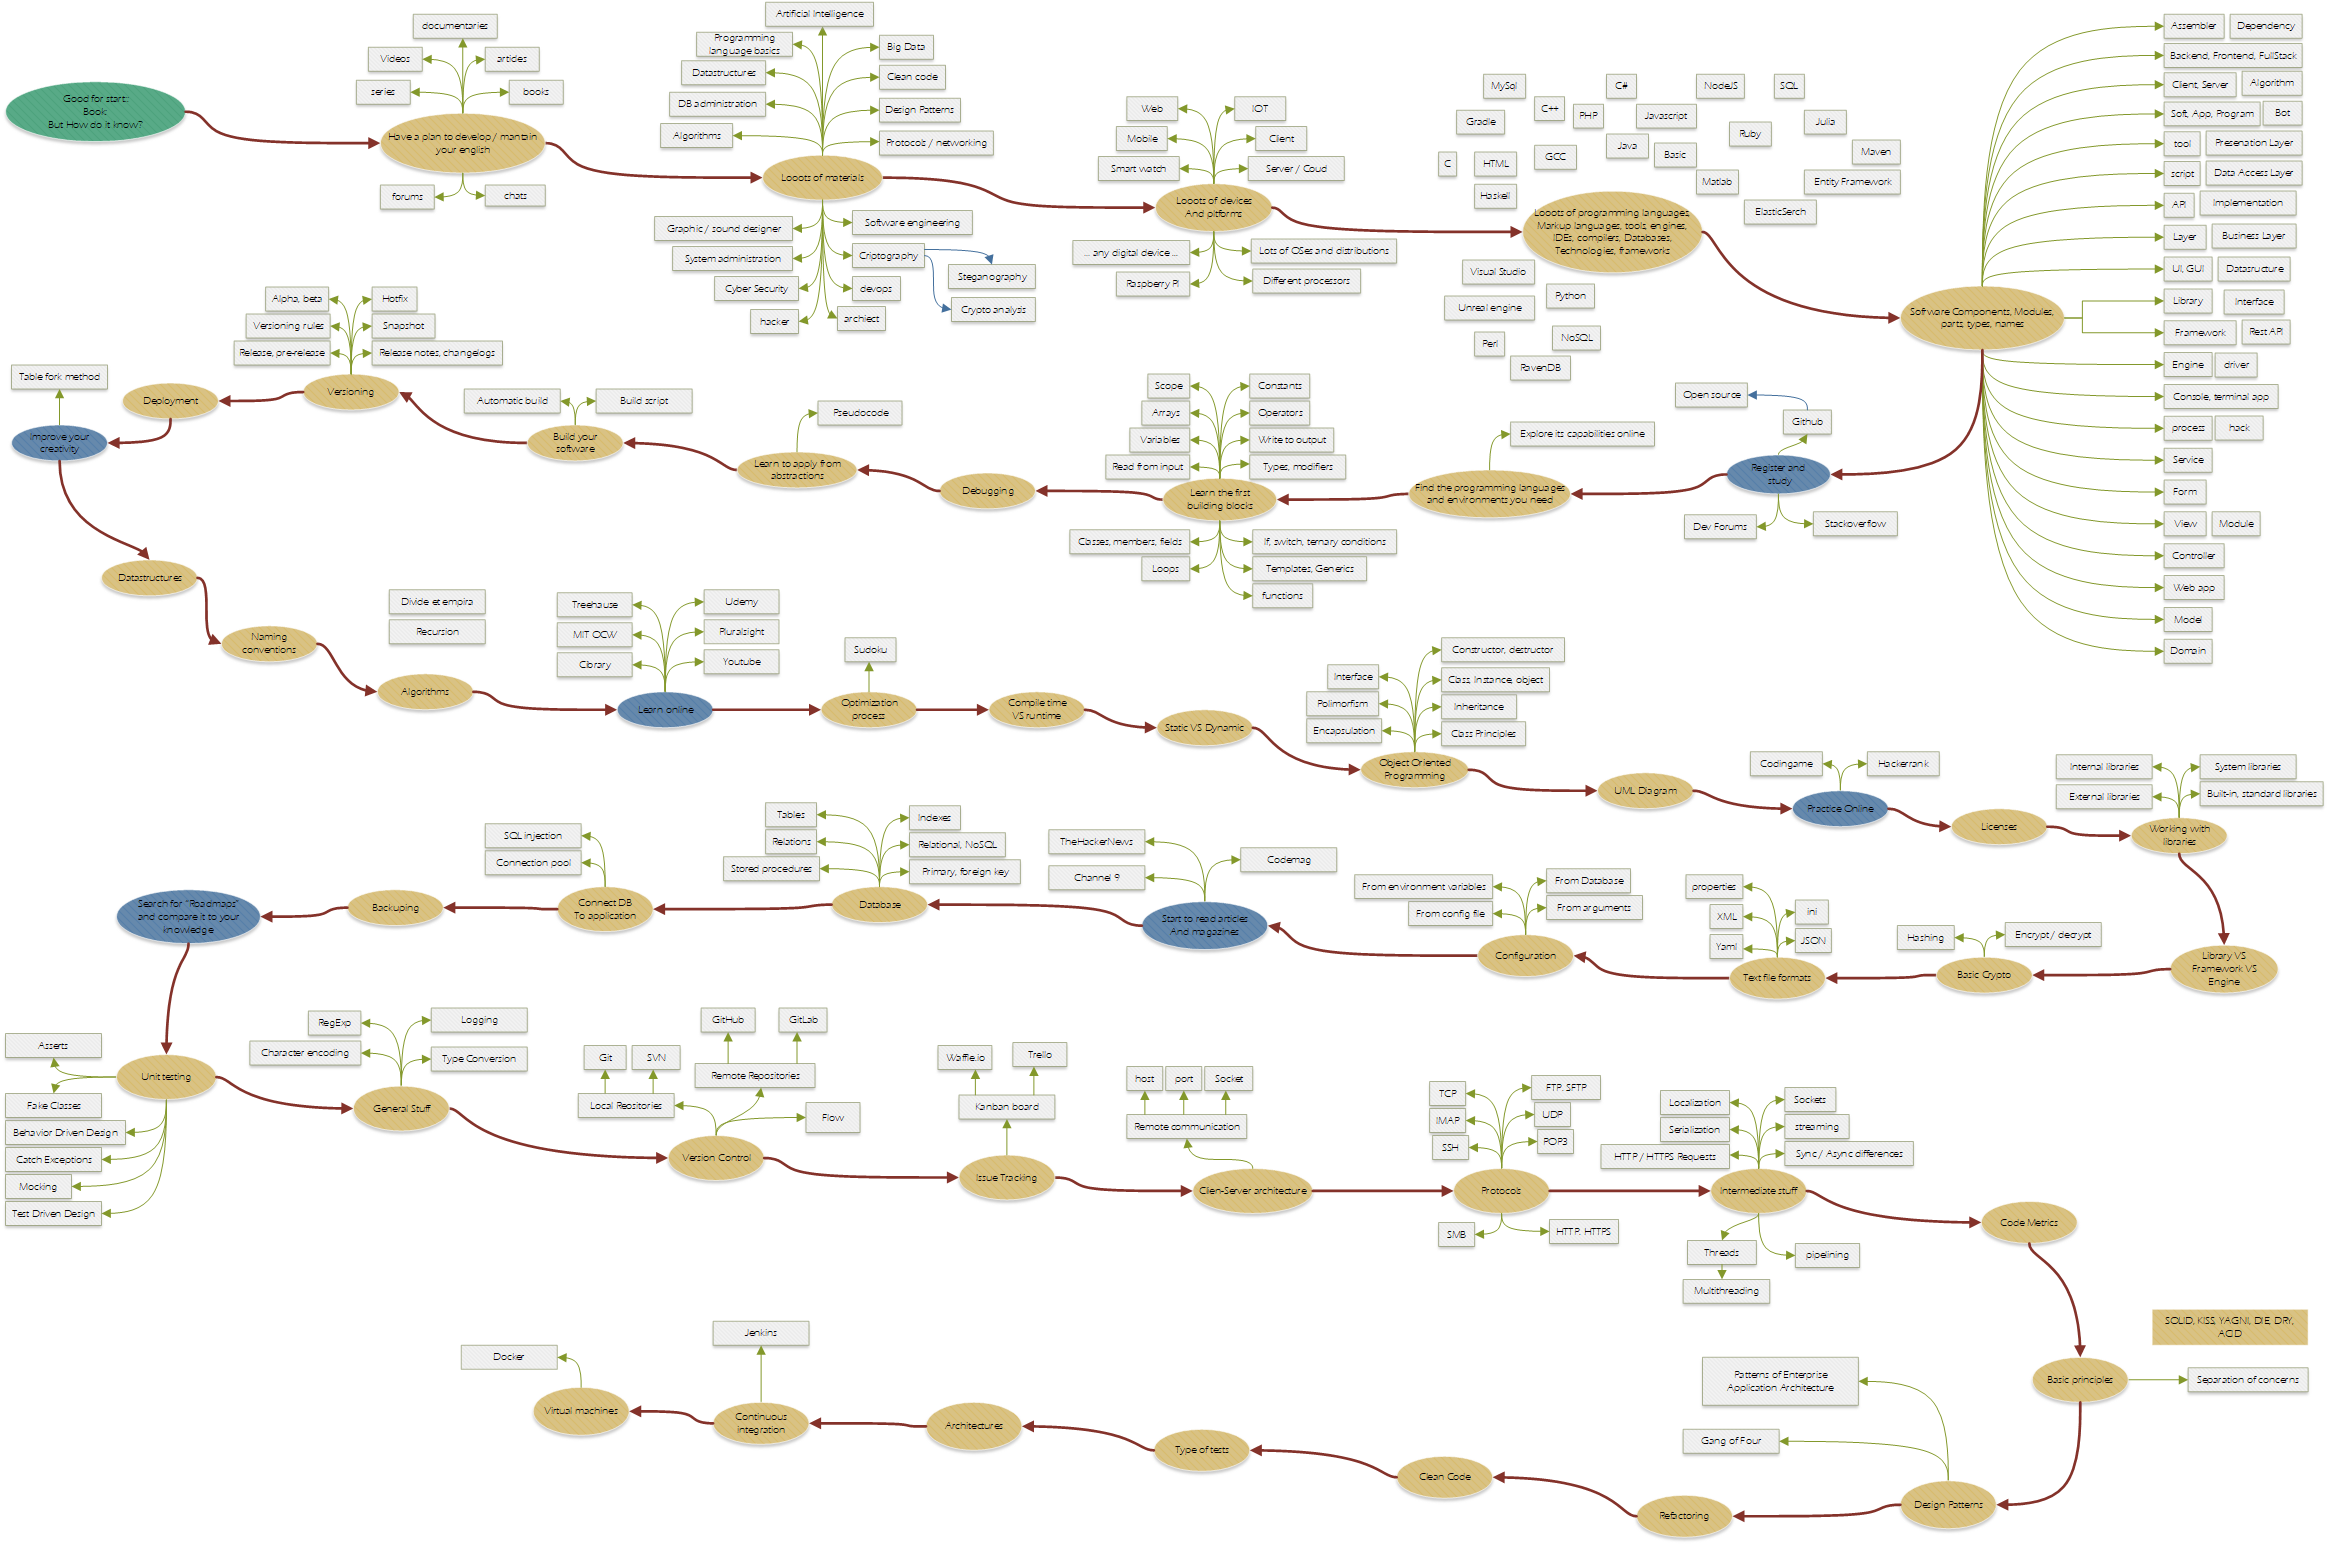 Good for start::
Book:
But How do it know?
documentaries
Videos
articles
series
books
Have a plan to develop / mantain
your english
forums
chats
Artificial Intelligence
Programming
language basics
Big Data
Datastructures
Clean code
DB administration
Design Patterns
Algorithms
Protocols / networking
Looots of materials
Graphic / sound designer
Software engineering
System administration
Criptography
Steganography
Cyber Security
devops
Crypto analysis
hacker
archiect
Web
IOT
Mobile
Client
Smart watch
Server / Coud
Looots of devices
And pltforms
... any digital device ...
Lots of OSes and distributions
Raspberry PI
Different processors
MySql
C#
NodeJS
SQL
C++
Gradle
PHP
Javascript
Julia
Ruby
Java
Basic
Maven
C
HTML
GCC
Matlab
Entity Framework
Haskell
ElasticSerch
Looots of programming languages,
Markup languages, tools, engines,
IDEs, compilers, Databases,
Technologies, frameworks
Visual Studio
Python
Unreal engine
NoSQL
Perl
RavenDB
Software Components, Modules,
parts, types, names
Assembler
Dependency
Backend, Frontend, FullStack
Client, Server
Algorithm
Soft, App, Program
Bot
tool
Presenation Layer
script
Data Access Layer
API
Implementation
Layer
Business Layer
UI, GUI
Datasructure
Library
Interface
Framework
Rest API
Engine
driver
Console, terminal app
process
hack
Service
Form
View
Module
Controller
Web app
Model
Domain
Open source
Github
Register and
study
Dev Forums
Stackoverflow
Explore its capabilities online
Find the programming languages
and environments you need
Scope
Constants
Arrays
Operators
Variables
Write to output
Read from input
Types, modifiers
Learn the first
building blocks
Classes, members, fields
If, switch, ternary conditions
Loops
Templates, Generics
functions
Debugging
Pseudocode
Learn to apply from
abstractions
Automatic build
Build script
Build your
software
Alpha, beta
Hotfix
Versioning rules
Snapshot
Release, pre-release
Release notes, changelogs
Versioning
Deployment
Table fork method
Improve your
creativity
Datastructures
Naming
conventions
Divide et empira
Recursion
Algorithms
Treehause
Udemy
MIT OCW
Pluralsight
Cibrary
Youtube
Learn online
Sudoku
Optimization
process
Compile time
VS runtime
Static VS Dynamic
Constructor, destructor
Interface
Class, Instance, object
Polimorfism
Inheritance
Encapsulation
Class Principles
Object Oriented
Programming
UML Diagram
Codingame
Hackerrank
Practice Online
Licenses
Internal libraries
System libraries
External libraries
Built-in, standard libraries
Working with
libraries
Library VS
Framework VS
Engine
Hashing
Encrypt / decrypt
Basic Crypto
properties
ini
XML
JSON
Yaml
Text file formats
From environment variables
From Database
From config file
From arguments
Configuration
TheHackerNews
Codemag
Channel 9
Start to read articles
And magazines
Tables
Indexes
Relations
Relational, NoSQL
Stored procedures
Primary, foreign key
Database
SQL injection
Connection pool
Connect DB
To application
Backuping
Search for "Roadmaps"
and compare it to your
knowledge
Asserts
Unit testing
Fake Classes
Behavior Driven Design
Catch Exceptions
Mocking
Test Driven Design
RegExp
Logging
Character encoding
Type Conversion
General Stuff
GitHub
GitLab
Git
SVN
Remote Repositories
Local Reositories
Flow
Version Control
Waffle.io
Trello
Kanban board
Issue Tracking
host
port
Socket
Remote communication
Clien-Server architecture
TCP
FTP. SFTP
IMAP
UDP
SSH
POP3
Protocols
SMB
HTTP. HTTPS
Localization
Sockets
Serialization
streaming
HTTP / HTTPS Requests
Sync / Async differences
Intermediate stuff
Threads
pipelining
Multithreading
Code Metrics
SOLID, KISS, YAGNI, DIE, DRY,
ACID
Basic principles
Separation of concerns
Patterns of Enterprise
Application Architecture
Gang of Four
Design Patterns
Refactoring
Clean Code
Type of tests
Architectures
Jenkins
Continuous
integration
Docker
Virtual machines